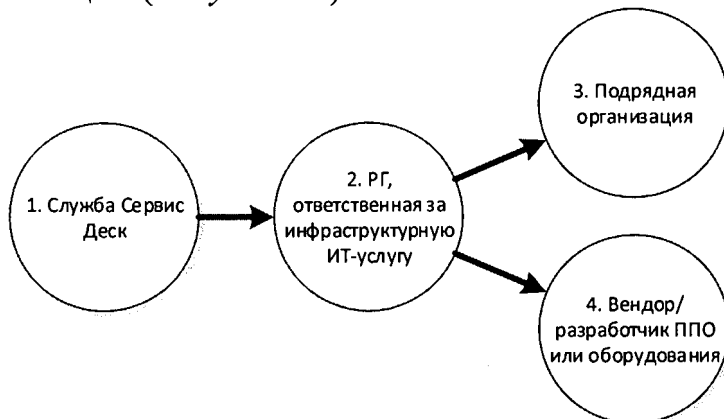 1. Служба Сервис
Деск
2. РГ,
ответственная за
инфраструктурную
ИТ-услугу
3. Подрядная
организация
4. Вендор/
разработчик ППО
или оборудования